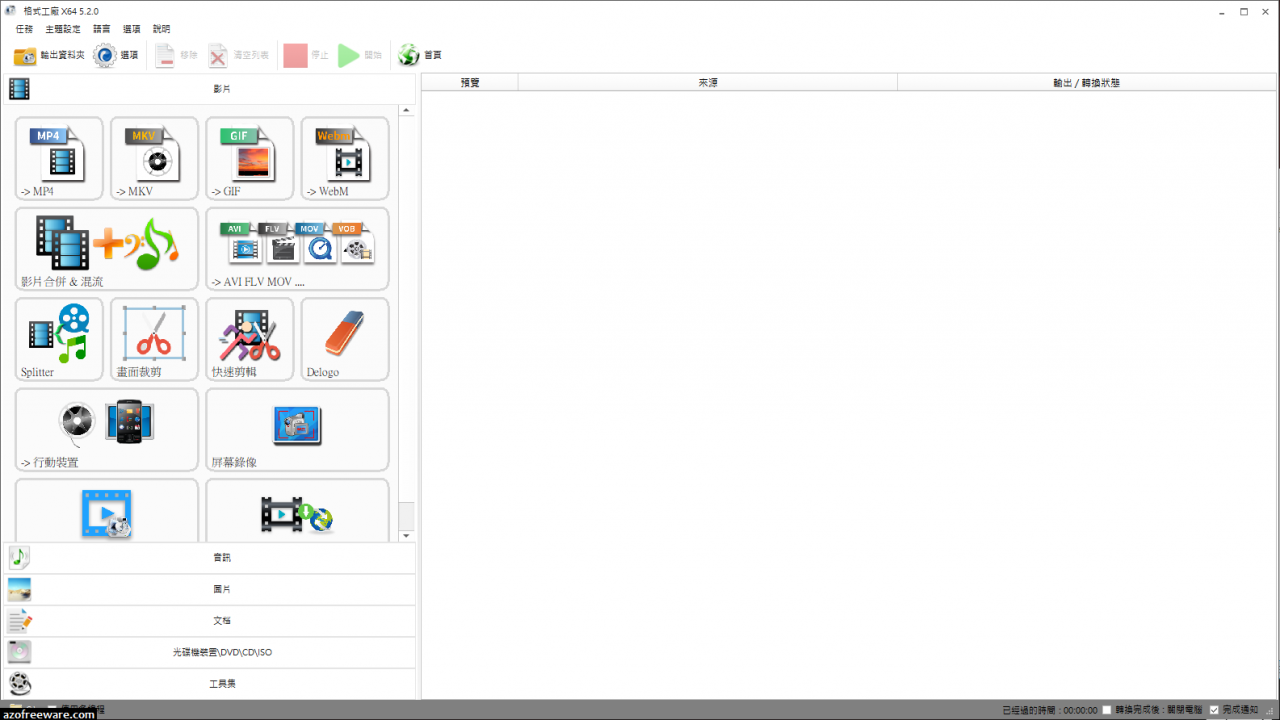 格式工廠 X64 5.2.0
任務 主題設定 語言 選項 說明
輸出資料夾 選項 移除 清空列表 停止 開始 首頁
影片
預覽 來源 輸出 / 轉換狀態
MP4 MKV GIF WebM
-> MP4 -> MKV -> GIF -> WebM
AVI FLV MOV VOB
影片合併 & 混流 -> AVI FLV MOV ....
Splitter 畫面裁剪 快速剪輯 Delogo
-> 行動裝置 屏幕錄像
音訊
圖片
文檔
光碟機裝置\DVD\CD\ISO
工具集
已經過的時間 : 00:00:00 轉換完成後 : 關閉電腦 完成通知
azofreeware.com